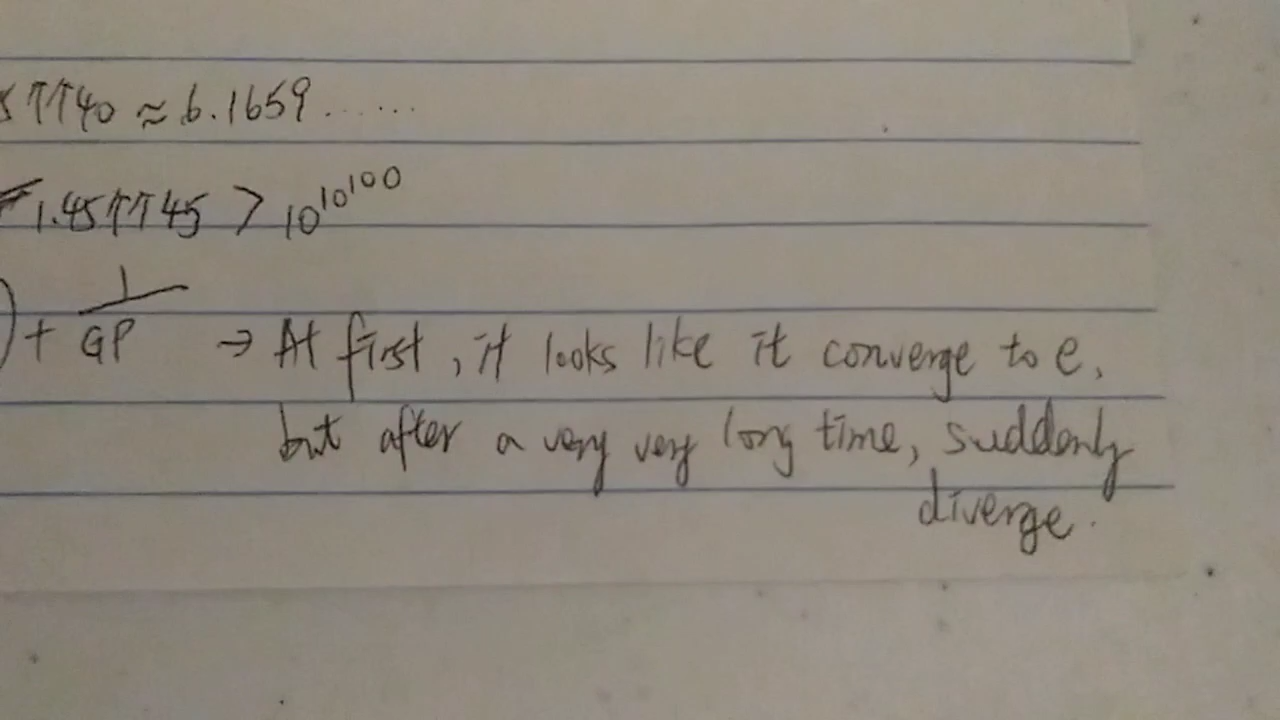 5↑↑40 ≈ 6.1659......
1.45↑↑45 > 10^10^100
) + 1/GP → At first, it looks like it converge to e,
but after a very very long time, suddenly
diverge.